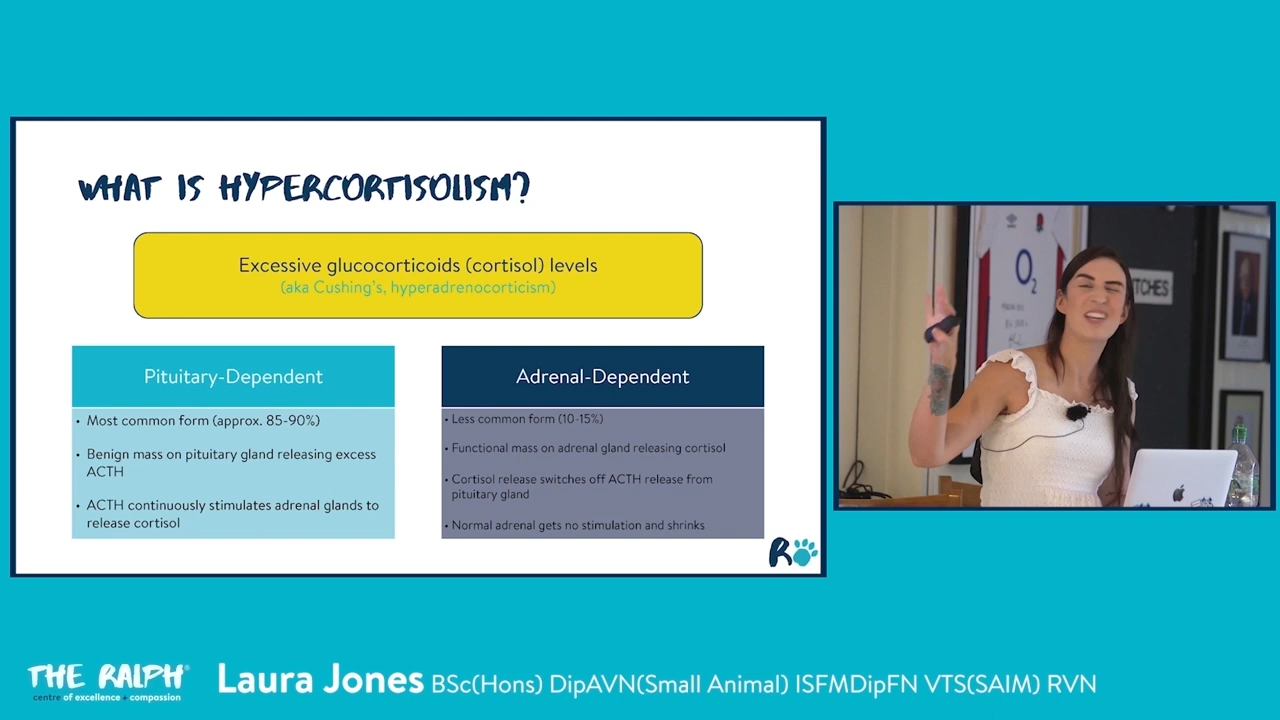 WHAT IS HYPERCORTISOLISM?
Excessive glucocorticoids (cortisol) levels
(aka Cushing's, hyperadrenocorticism)
Pituitary-Dependent
• Most common form (approx. 85-90%)
• Benign mass on pituitary gland releasing excess
ACTH
• ACTH continuously stimulates adrenal glands to
release cortisol
Adrenal-Dependent
• Less common form (10-15%)
• Functional mass on adrenal gland releasing cortisol
• Cortisol release switches off ACTH release from
pituitary gland
• Normal adrenal gets no stimulation and shrinks
R
O2
TCHES
THE RALPH®
centre of excellence + compassion
Laura Jones BSc(Hons) DipAVN(Small Animal) ISFMDipFN VTS(SAIM) RVN